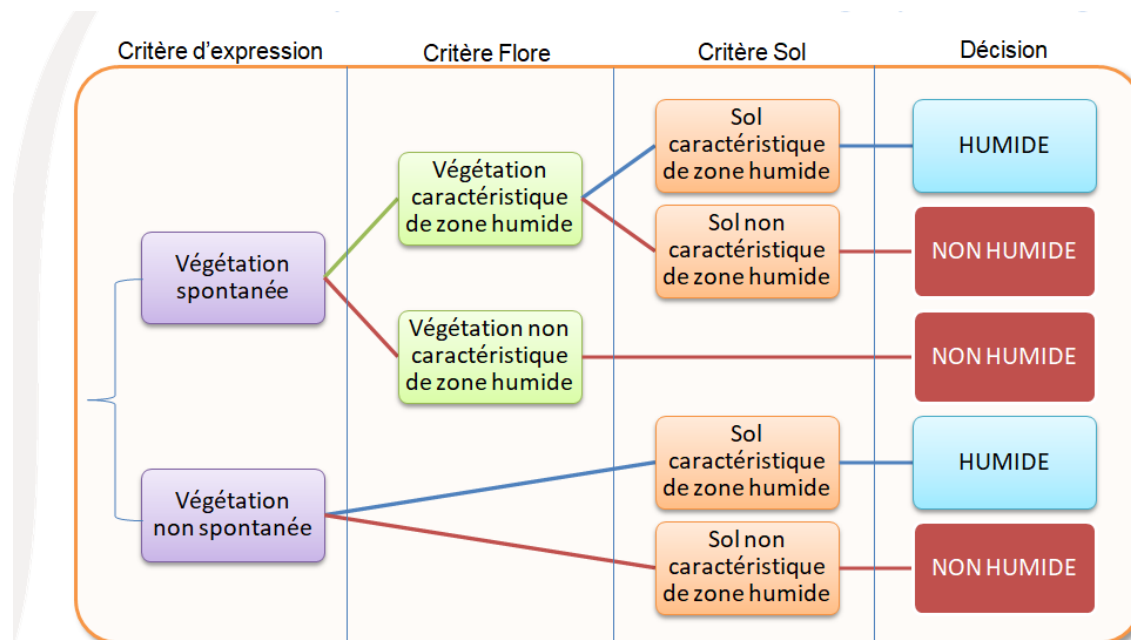 Critère d'expression
Critère Flore
Critère Sol
Décision
Végétation
spontanée
Végétation
caractéristique
de zone humide
Sol
caractéristique
de zone humide
HUMIDE
Sol non
caractéristique
de zone humide
NON HUMIDE
Végétation non
caractéristique
de zone humide
NON HUMIDE
Végétation
non spontanée
Sol
caractéristique
de zone humide
HUMIDE
Sol non
caractéristique
de zone humide
NON HUMIDE